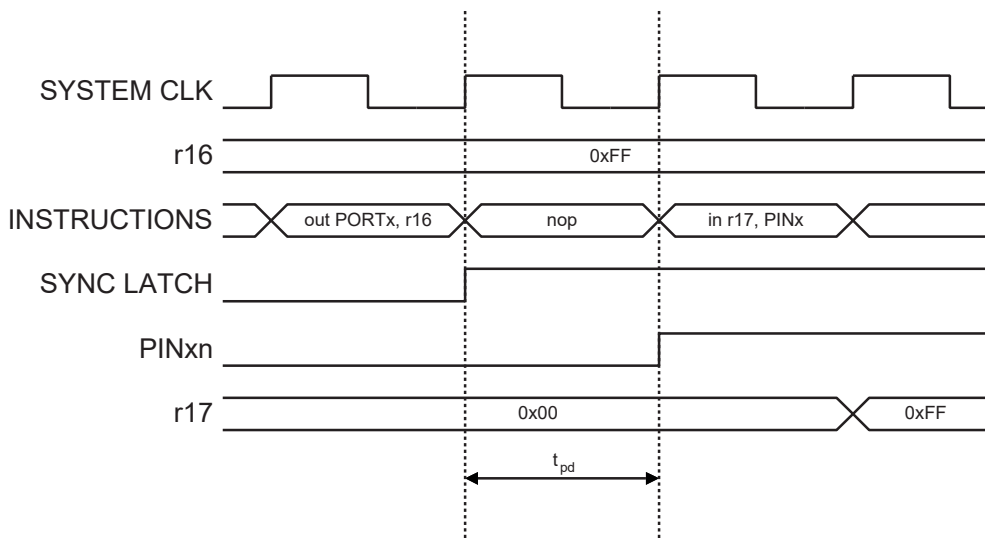 SYSTEM CLK
r16
0xFF
INSTRUCTIONS
out PORTx, r16
nop
in r17, PINx
SYNC LATCH
PINxn
r17
0x00
0xFF
tpd